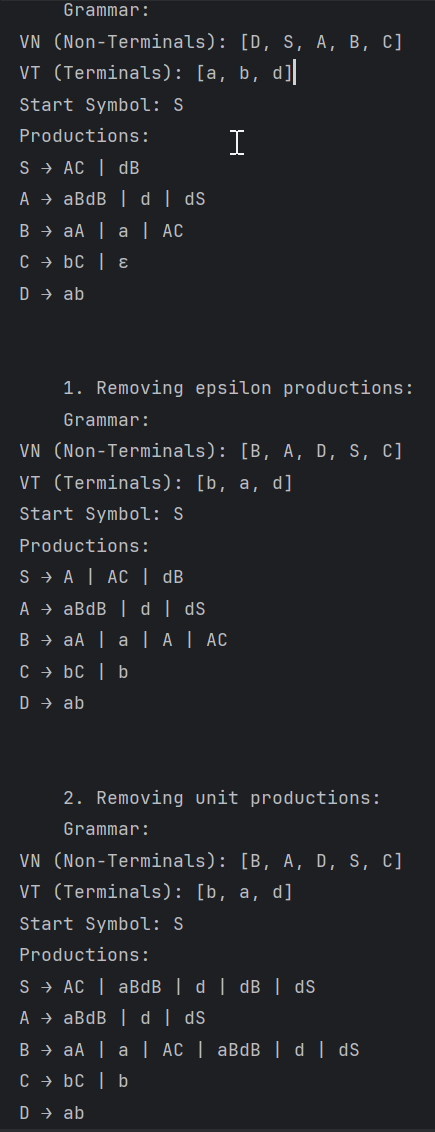 Grammar:
VN (Non-Terminals): [D, S, A, B, C]
VT (Terminals): [a, b, d]
Start Symbol: S
Productions:
S → AC | dB
A → aBdB | d | dS
B → aA | a | AC
C → bC | ε
D → ab
1. Removing epsilon productions:
Grammar:
VN (Non-Terminals): [B, A, D, S, C]
VT (Terminals): [b, a, d]
Start Symbol: S
Productions:
S → A | AC | dB
A → aBdB | d | dS
B → aA | a | A | AC
C → bC | b
D → ab
2. Removing unit productions:
Grammar:
VN (Non-Terminals): [B, A, D, S, C]
VT (Terminals): [b, a, d]
Start Symbol: S
Productions:
S → AC | aBdB | d | dB | dS
A → aBdB | d | dS
B → aA | a | AC | aBdB | d | dS
C → bC | b
D → ab